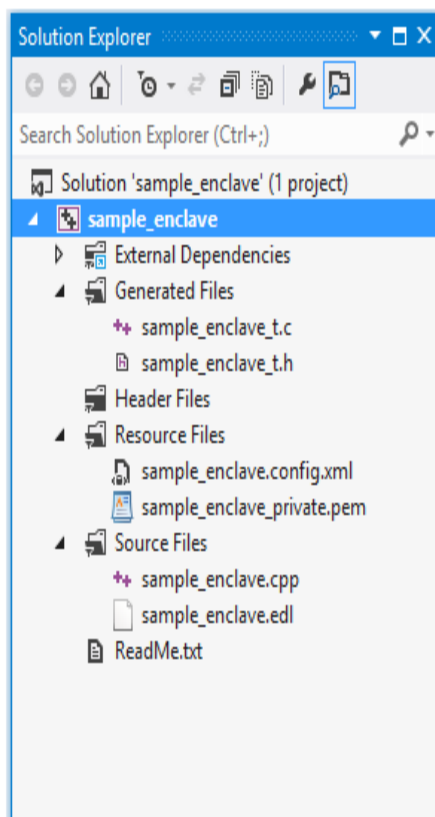 Solution Explorer
Search Solution Explorer (Ctrl+;)
Solution 'sample_enclave' (1 project)
sample_enclave
External Dependencies
Generated Files
sample_enclave_t.c
sample_enclave_t.h
Header Files
Resource Files
sample_enclave.config.xml
sample_enclave_private.pem
Source Files
sample_enclave.cpp
sample_enclave.edl
ReadMe.txt